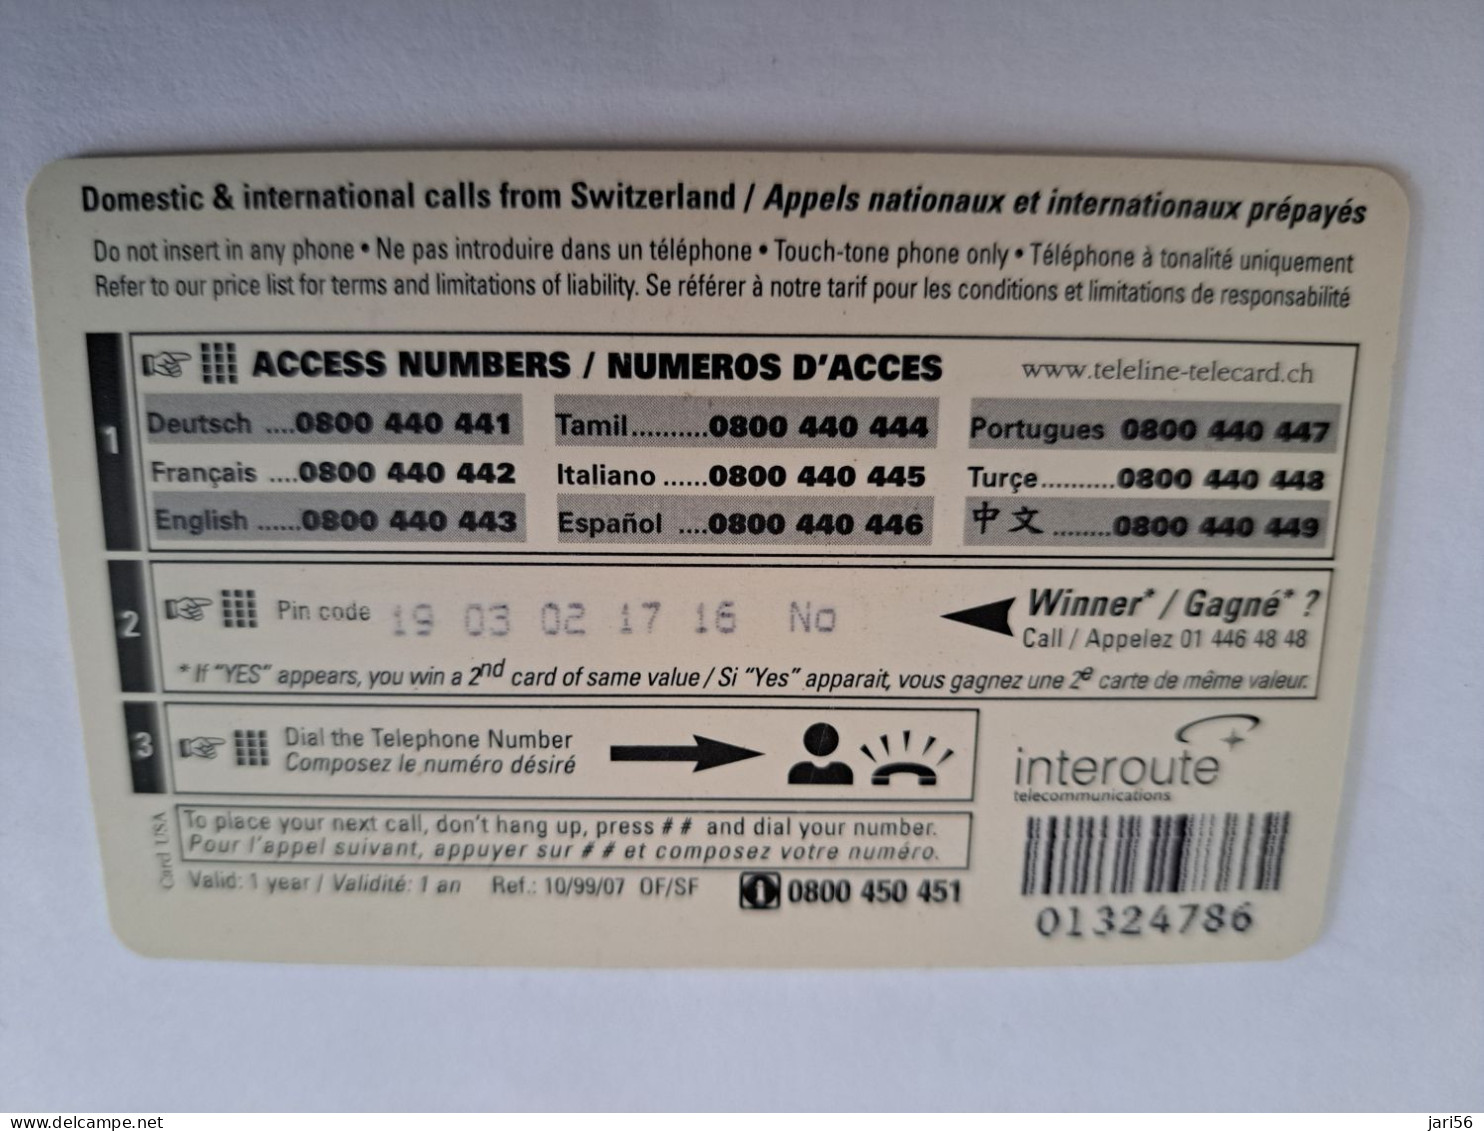 Domestic & international calls from Switzerland / Appels nationaux et internationaux prépayés
Do not insert in any phone • Ne pas introduire dans un téléphone • Touch-tone phone only • Téléphone à tonalité uniquement
Refer to our price list for terms and limitations of liability. Se référer à notre tarif pour les conditions et limitations de responsabilité
1
ACCESS NUMBERS / NUMEROS D'ACCES www.teleline-telecard.ch
Deutsch ....0800 440 441 Tamil..........0800 440 444 Portugues 0800 440 447
Français ....0800 440 442 Italiano ......0800 440 445 Turçe..........0800 440 448
English ......0800 440 443 Español ....0800 440 446 中文 ........0800 440 449
2
Pin code 19 03 02 17 16 No
Winner* / Gagné* ?
Call / Appelez 01 446 48 48
* If "YES" appears, you win a 2nd card of same value / Si "Yes" apparait, vous gagnez une 2e carte de même valeur.
3
Dial the Telephone Number
Composez le numéro désiré
interoute
telecommunications
To place your next call, don't hang up, press # # and dial your number.
Pour l'appel suivant, appuyer sur # # et composez votre numéro.
Card USA
Valid: 1 year / Validité: 1 an Ref.: 10/99/07 OF/SF 0800 450 451
01324786
https://www.delcampe.net
jari56